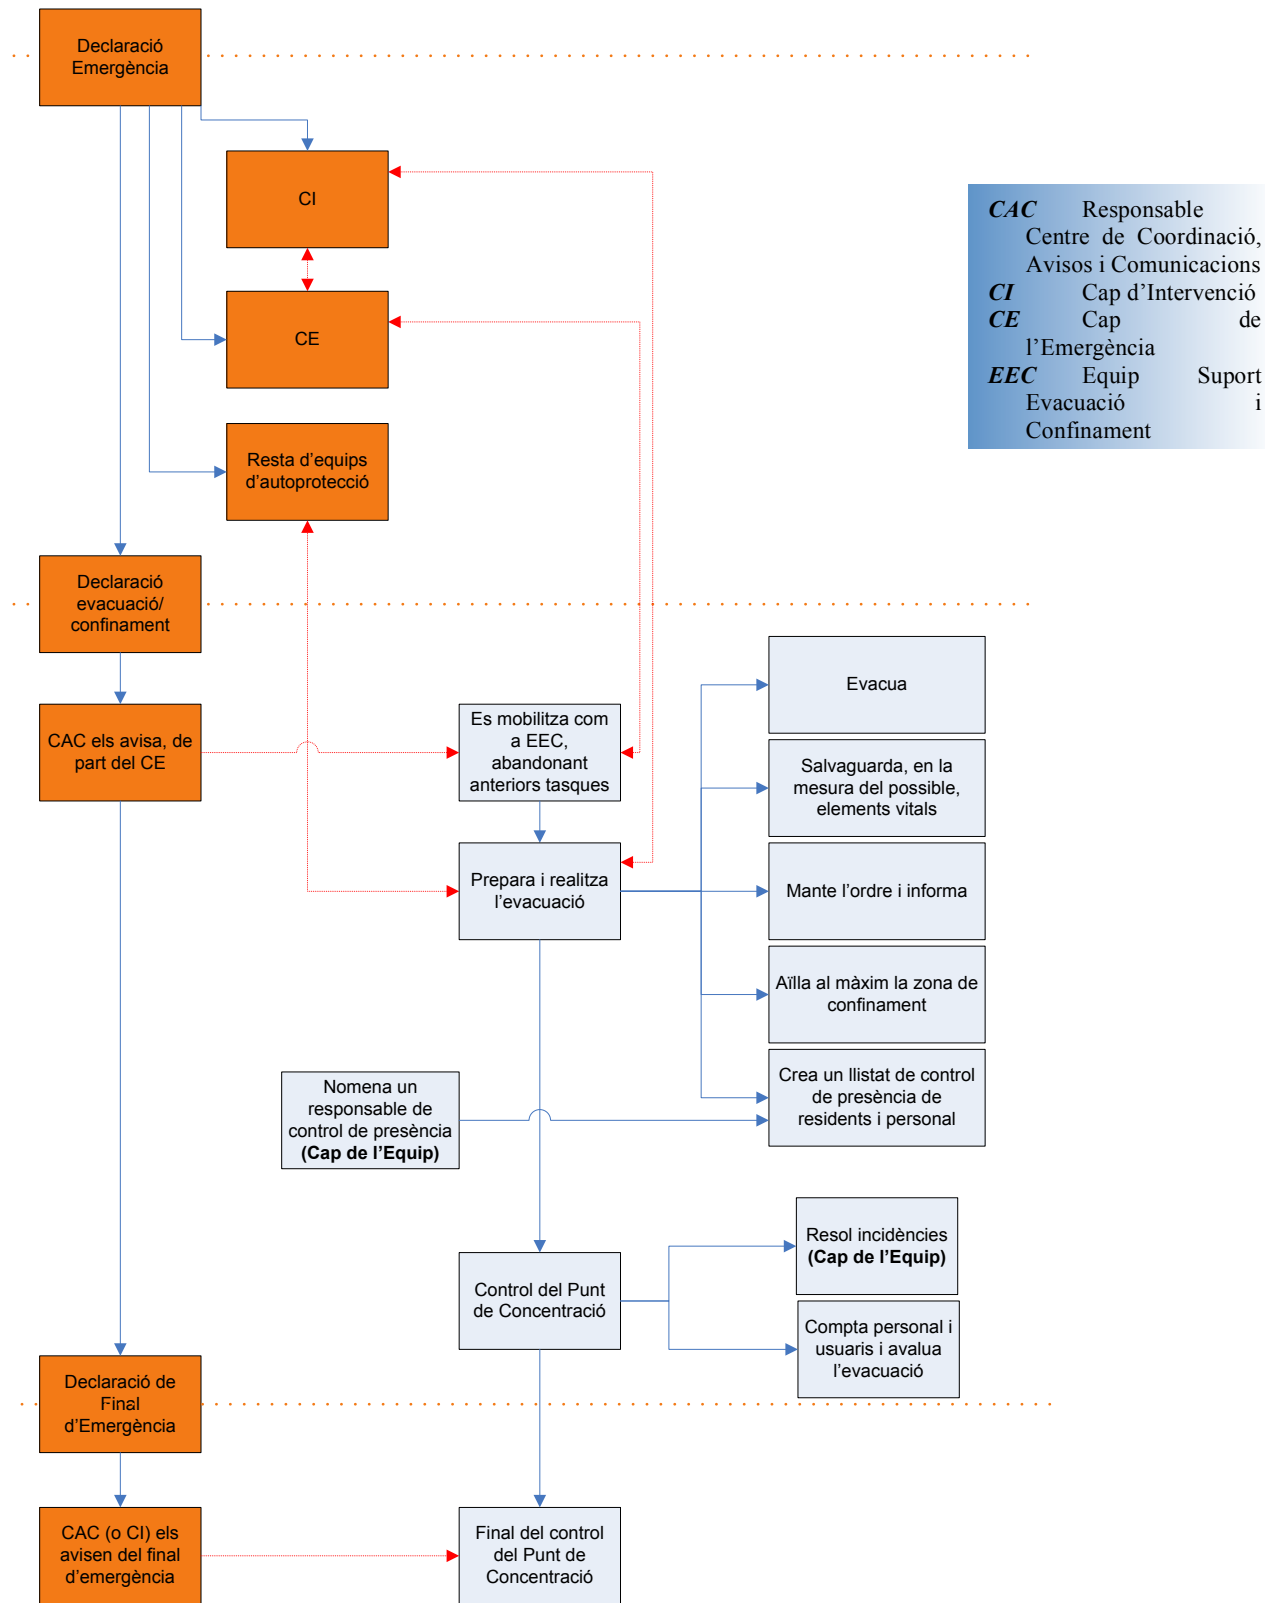 Declaració
Emergència
CI
CE
Resta d'equips
d'autoprotecció
CAC Responsable
Centre de Coordinació,
Avisos i Comunicacions
CI Cap d'Intervenció
CE Cap de
l'Emergència
EEC Equip Suport
Evacuació i
Confinament
Declaració
evacuació/
confinament
CAC els avisa, de
part del CE
Es mobilitza com
a EEC,
abandonant
anteriors tasques
Prepara i realitza
l'evacuació
Evacua
Salvaguarda, en la
mesura del possible,
elements vitals
Mante l'ordre i informa
Aïlla al màxim la zona de
confinament
Crea un llistat de control
de presència de
residents i personal
Nomena un
responsable de
control de presència
(Cap de l'Equip)
Control del Punt
de Concentració
Resol incidències
(Cap de l'Equip)
Compta personal i
usuaris i avalua
l'evacuació
Declaració de
Final
d'Emergència
CAC (o CI) els
avisen del final
d'emergència
Final del control
del Punt de
Concentració